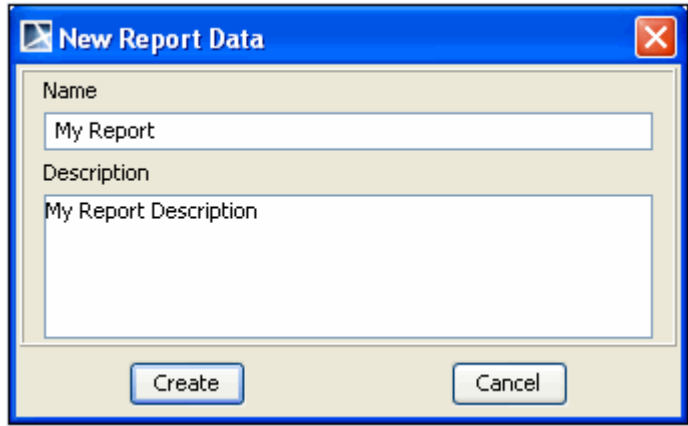 New Report Data
Name
My Report
Description
My Report Description
Create Cancel